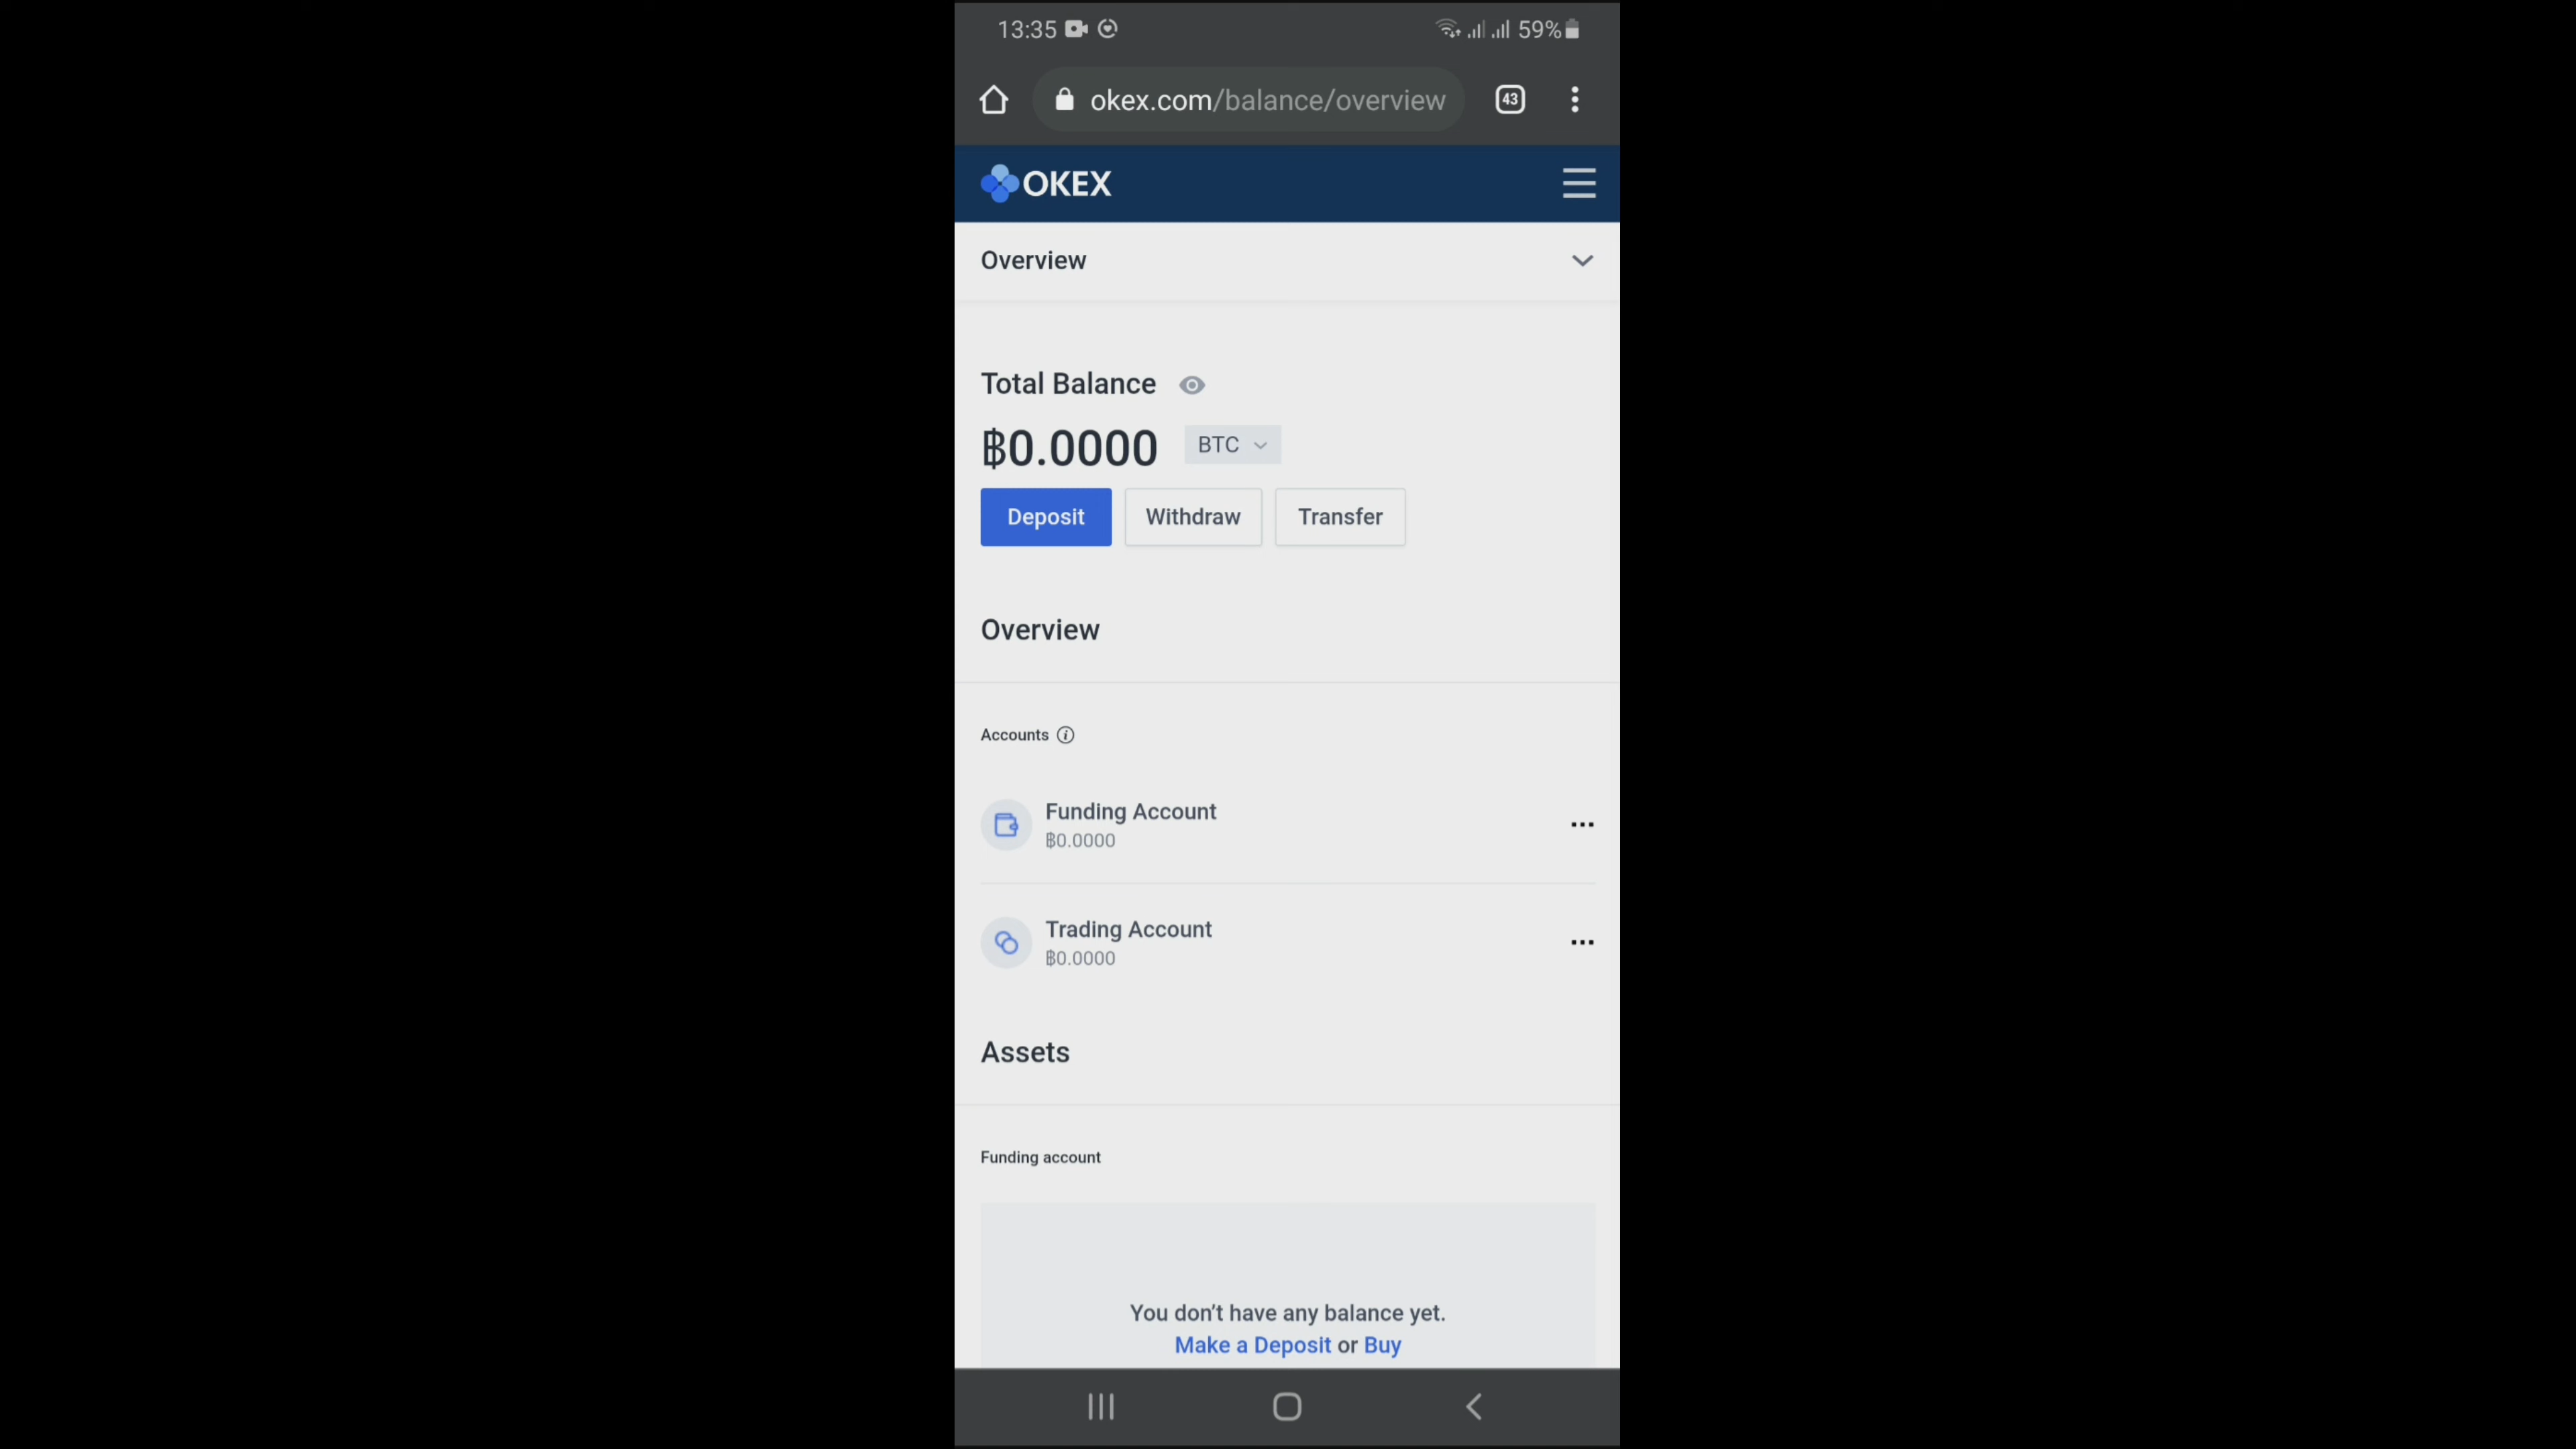 13:35 59%
okex.com/balance/overview 43
OKEX
Overview
Total Balance
฿0.0000 BTC
Deposit Withdraw Transfer
Overview
Accounts
Funding Account
฿0.0000
Trading Account
฿0.0000
Assets
Funding account
You don't have any balance yet.
Make a Deposit or Buy